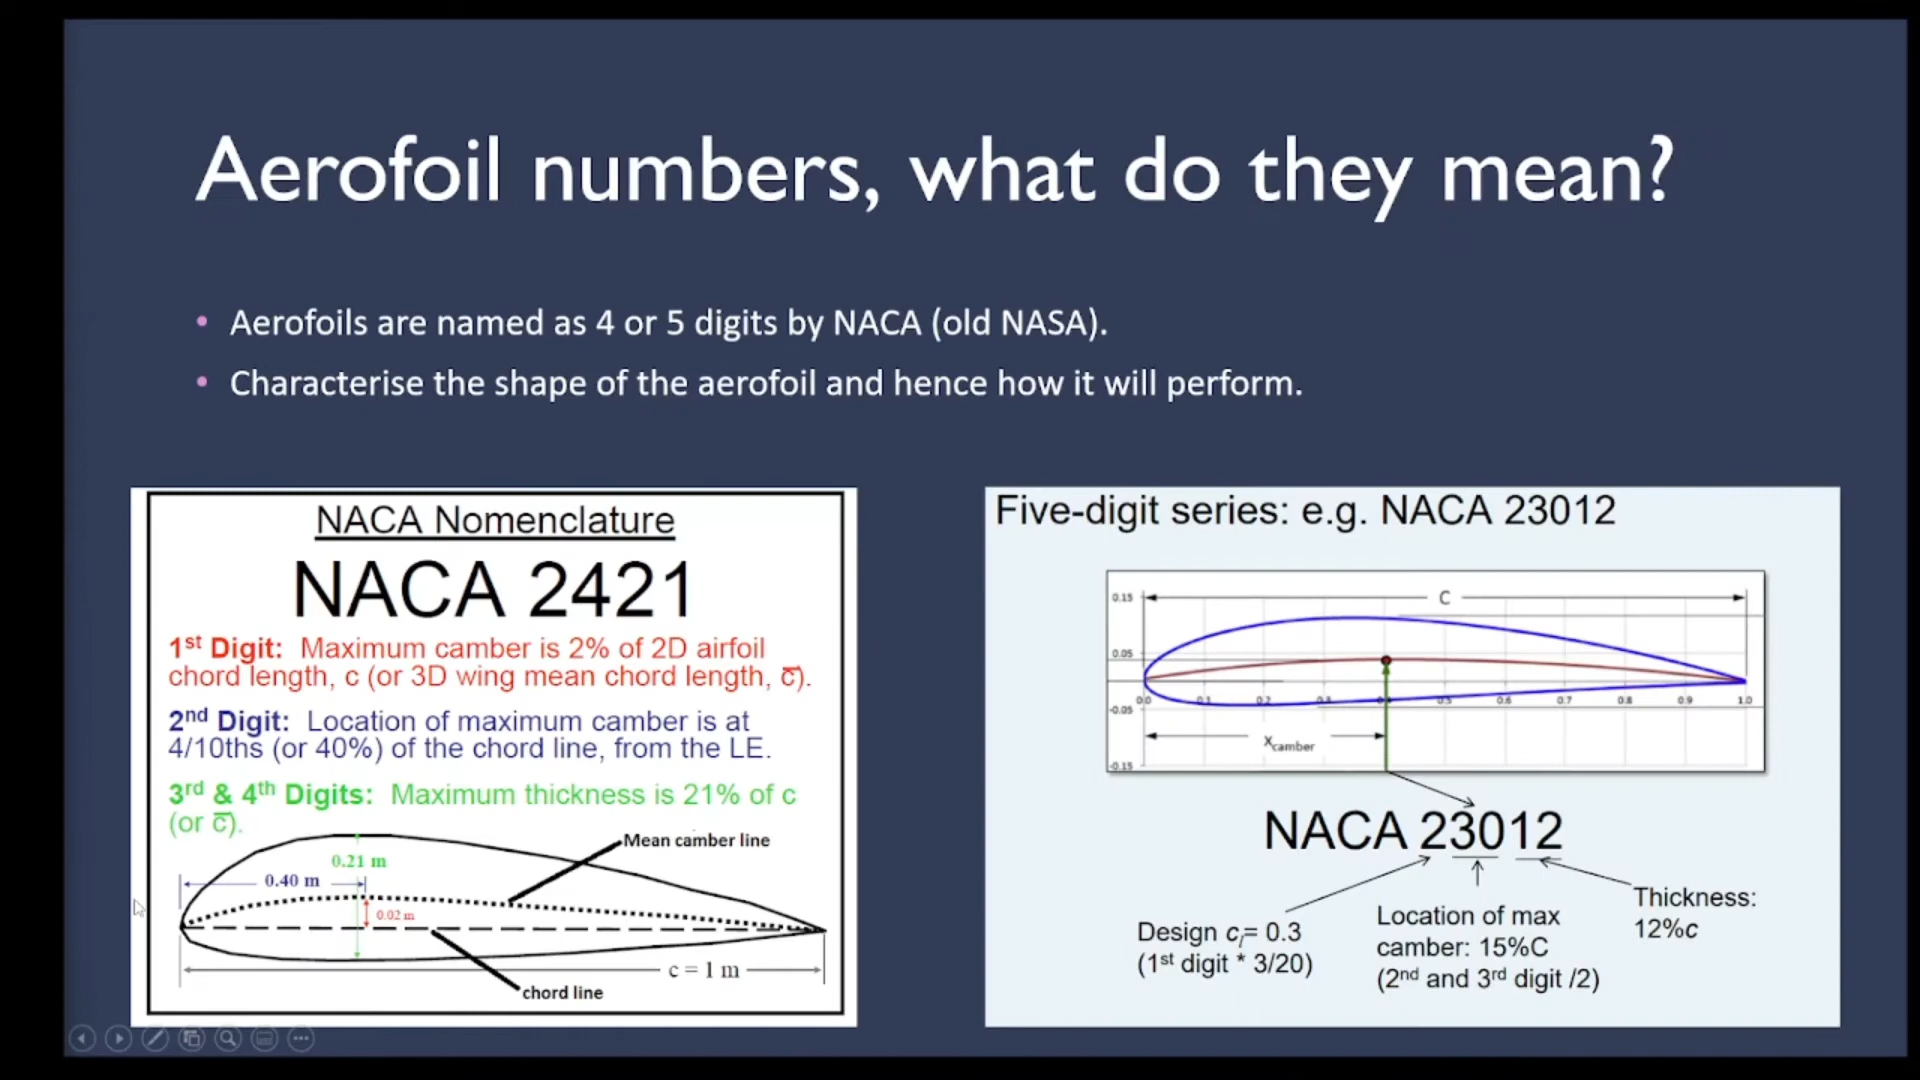 Aerofoil numbers, what do they mean?
• Aerofoils are named as 4 or 5 digits by NACA (old NASA).
• Characterise the shape of the aerofoil and hence how it will perform.
NACA Nomenclature
NACA 2421
1st Digit: Maximum camber is 2% of 2D airfoil
chord length, c (or 3D wing mean chord length, c̅).
2nd Digit: Location of maximum camber is at
4/10ths (or 40%) of the chord line, from the LE.
3rd & 4th Digits: Maximum thickness is 21% of c
(or c̅).
Mean camber line
0.21 m
0.40 m
0.02 m
c = 1 m
chord line
Five-digit series: e.g. NACA 23012
0.15
C
0.05
0.0 0.1 0.2 0.3 0.5 0.6 0.7 0.8 0.9 1.0
-0.05
Xcamber
-0.15
NACA 23012
Thickness:
12%c
Design cl= 0.3
(1st digit * 3/20)
Location of max
camber: 15%C
(2nd and 3rd digit /2)